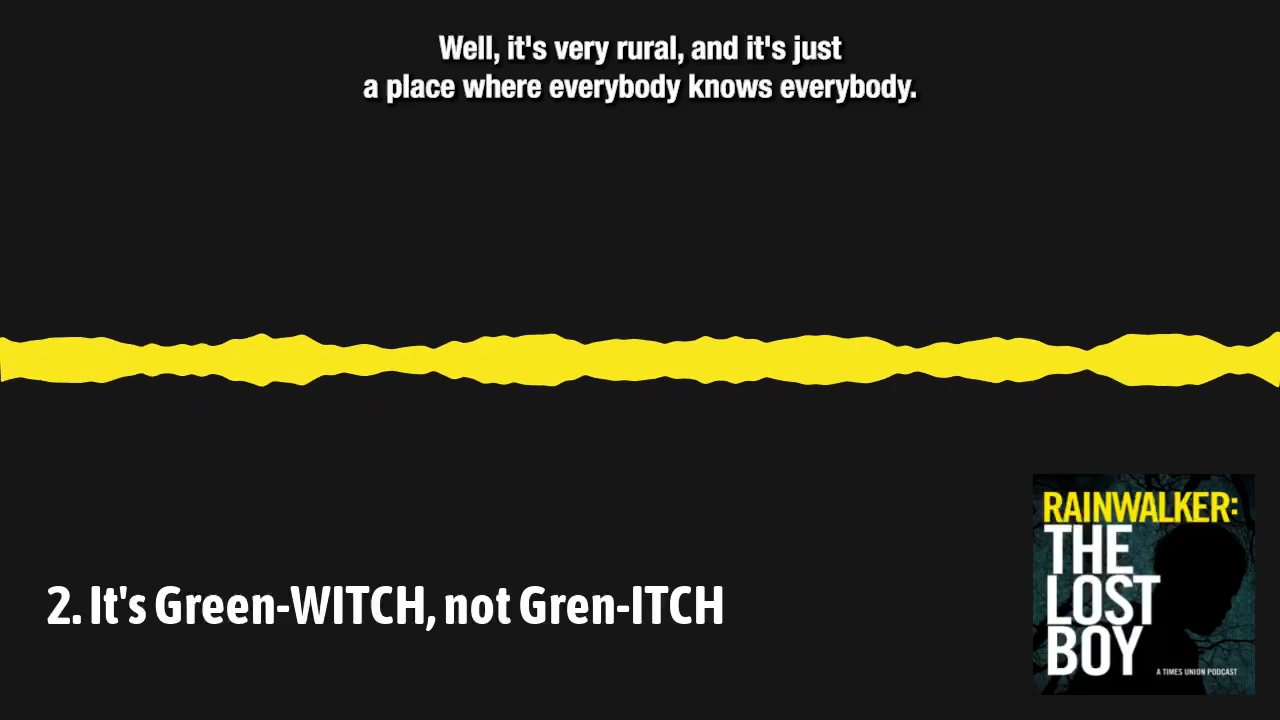 Well, it's very rural, and it's just
a place where everybody knows everybody.
2. It's Green-WITCH, not Gren-ITCH
RAINWALKER:
THE
LOST
BOY
A TIMES UNION PODCAST